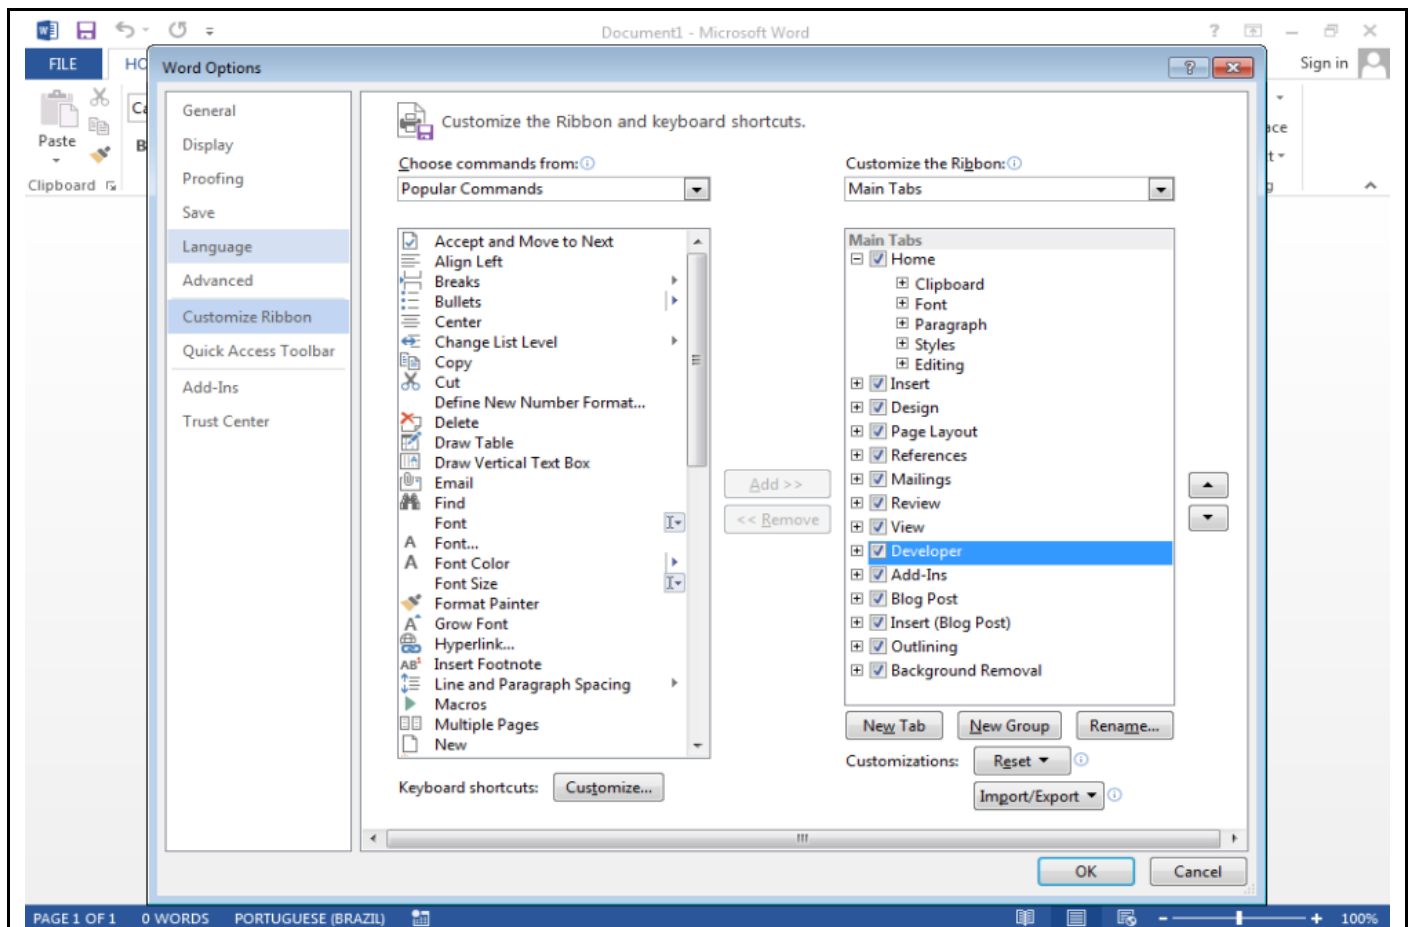 Document1 - Microsoft Word
FILE
HO
Word Options
Sign in
General
Display
Proofing
Save
Language
Advanced
Customize Ribbon
Quick Access Toolbar
Add-Ins
Trust Center
Paste
Clipboard
Ca
B
ace
t
g
Customize the Ribbon and keyboard shortcuts.
Choose commands from:
Popular Commands
Accept and Move to Next
Align Left
Breaks
Bullets
Center
Change List Level
Copy
Cut
Define New Number Format...
Delete
Draw Table
Draw Vertical Text Box
Email
Find
Font
Font...
Font Color
Font Size
Format Painter
Grow Font
Hyperlink...
Insert Footnote
Line and Paragraph Spacing
Macros
Multiple Pages
New
Keyboard shortcuts: Customize...
Add >>
<< Remove
Customize the Ribbon:
Main Tabs
Main Tabs
Home
Clipboard
Font
Paragraph
Styles
Editing
Insert
Design
Page Layout
References
Mailings
Review
View
Developer
Add-Ins
Blog Post
Insert (Blog Post)
Outlining
Background Removal
New Tab New Group Rename...
Customizations: Reset
Import/Export
OK Cancel
PAGE 1 OF 1 0 WORDS PORTUGUESE (BRAZIL) 100%